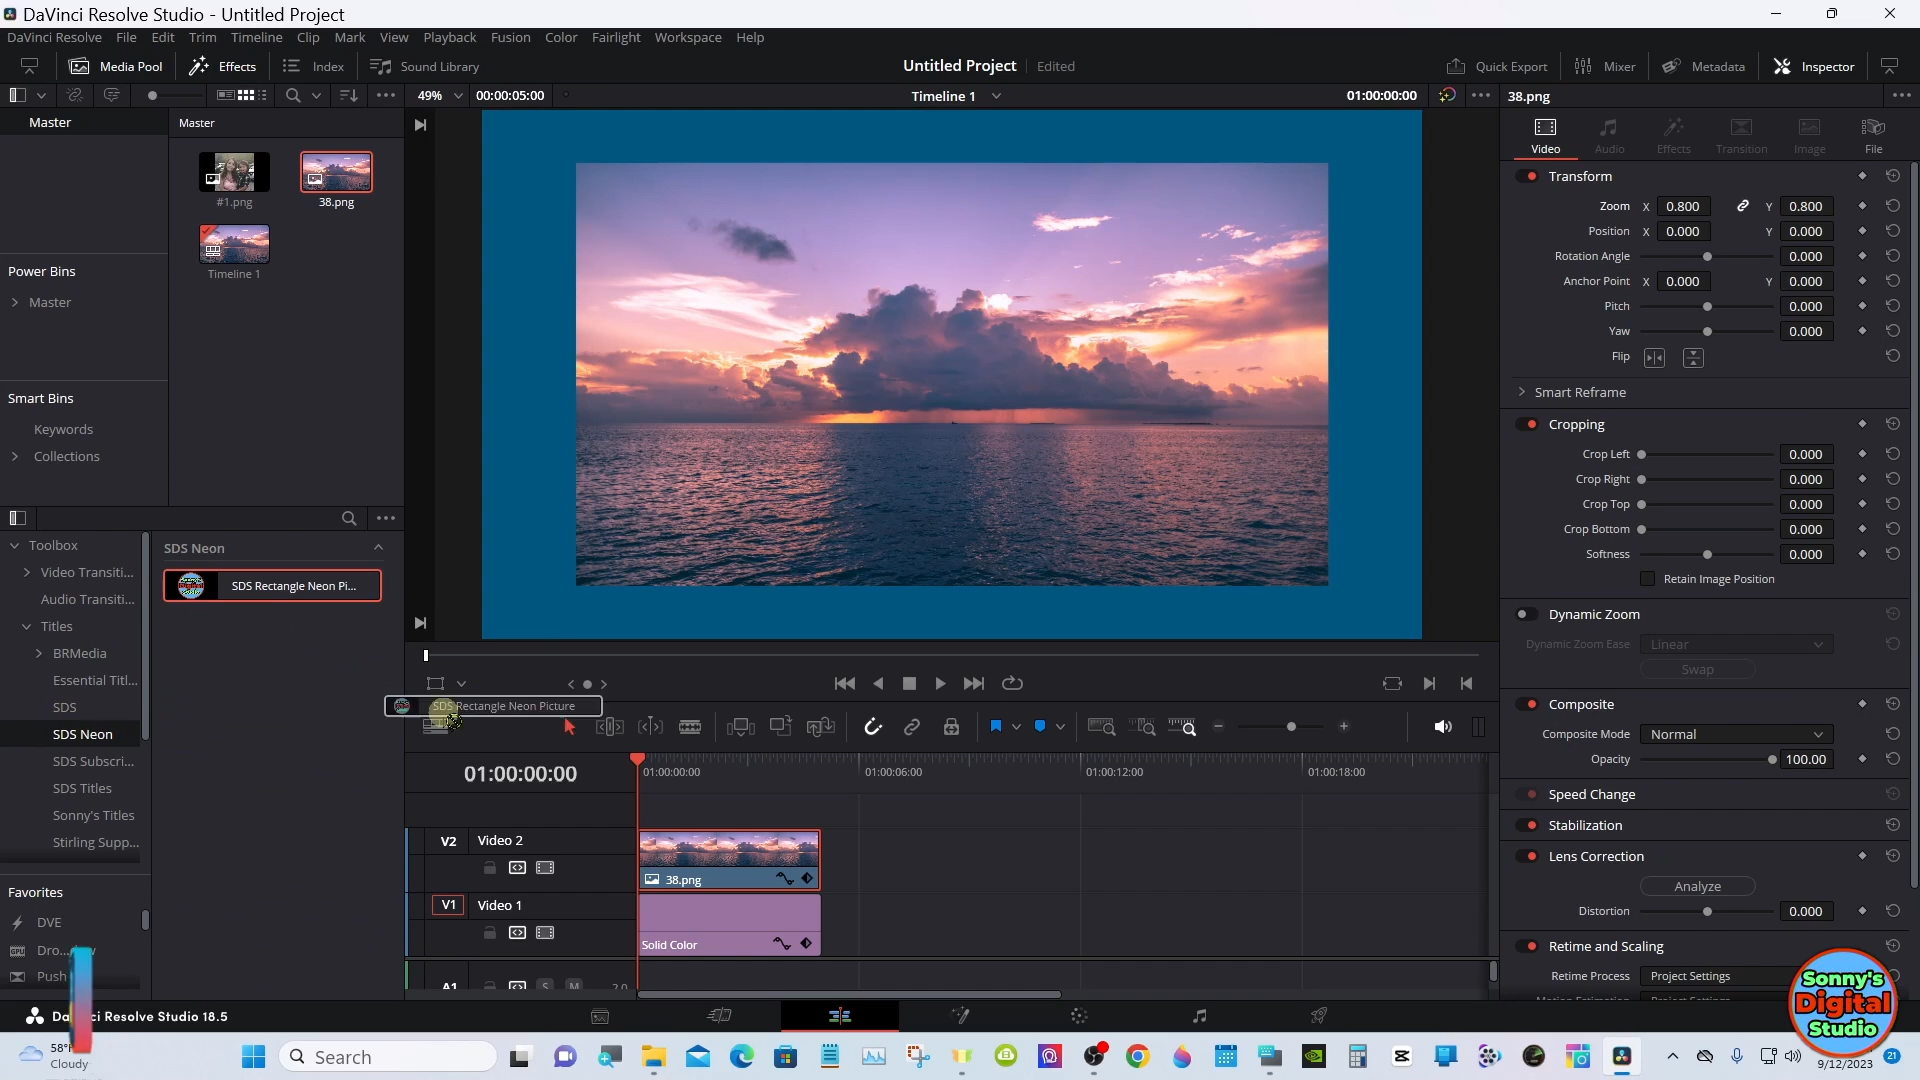 DaVinci Resolve Studio - Untitled Project
DaVinci Resolve File Edit Trim Timeline Clip Mark View Playback Fusion Color Fairlight Workspace Help
Media Pool Effects Index Sound Library Untitled Project Edited Quick Export Mixer Metadata Inspector
49% 00:00:05:00 Timeline 1 01:00:00:00 38.png
Master Master
#1.png 38.png
Timeline 1
Power Bins
Master
Smart Bins
Keywords
Collections
Video Audio Effects Transition Image File
Transform
Zoom X 0.800 Y 0.800
Position X 0.000 Y 0.000
Rotation Angle 0.000
Anchor Point X 0.000 Y 0.000
Pitch 0.000
Yaw 0.000
Flip
Smart Reframe
Cropping
Crop Left 0.000
Crop Right 0.000
Crop Top 0.000
Crop Bottom 0.000
Softness 0.000
Retain Image Position
Dynamic Zoom
Dynamic Zoom Ease Linear
Swap
Composite
Composite Mode Normal
Opacity 100.00
Speed Change
Stabilization
Lens Correction
Analyze
Distortion 0.000
Retime and Scaling
Retime Process Project Settings
Toolbox
Video Transiti...
Audio Transiti...
Titles
BRMedia
Essential Titl...
SDS
SDS Neon
SDS Subscri...
SDS Titles
Sonny's Titles
Stirling Supp...
SDS Neon
SDS Rectangle Neon Pi...
Favorites
DVE
Push
SDS Rectangle Neon Picture
01:00:00:00 01:00:00:00 01:00:06:00 01:00:12:00 01:00:18:00
V2 Video 2
38.png
V1 Video 1
Solid Color
A1 S M 2.0
DaVinci Resolve Studio 18.5
Sonny's
Digital
Studio
58°F
Cloudy
Search
9/12/2023 21